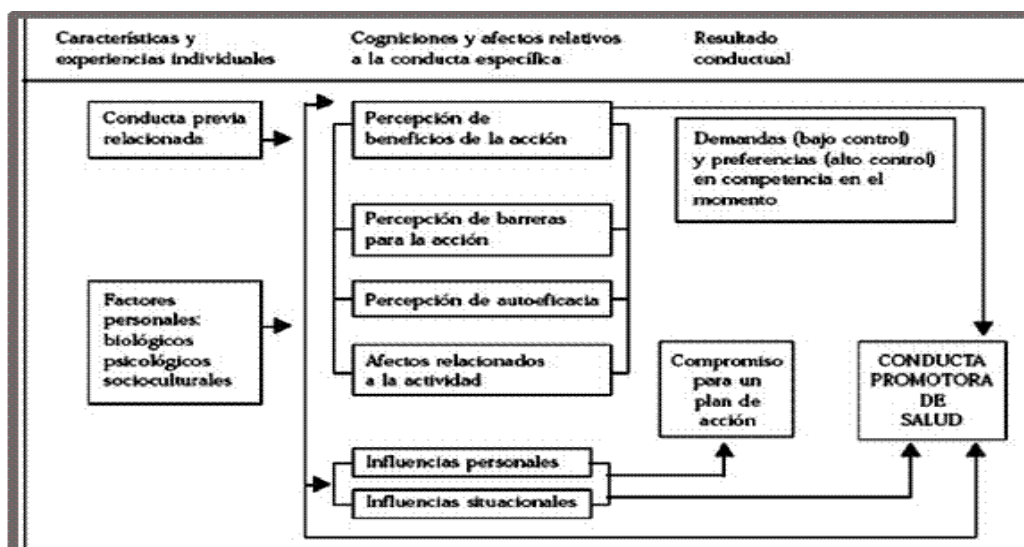 Características y
experiencias individuales
Cogniciones y afectos relativos
a la conducta específica
Resultado
conductual
Conducta previa
relacionada
Factores
personales:
biológicos
psicológicos
socioculturales
Percepción de
beneficios de la acción
Percepción de barreras
para la acción
Percepción de autoeficacia
Afectos relacionados
a la actividad
Influencias personales
Influencias situacionales
Demandas (bajo control)
y preferencias (alto control)
en competencia en el
momento
Compromiso
para un
plan de
acción
CONDUCTA
PROMOTORA
DE
SALUD